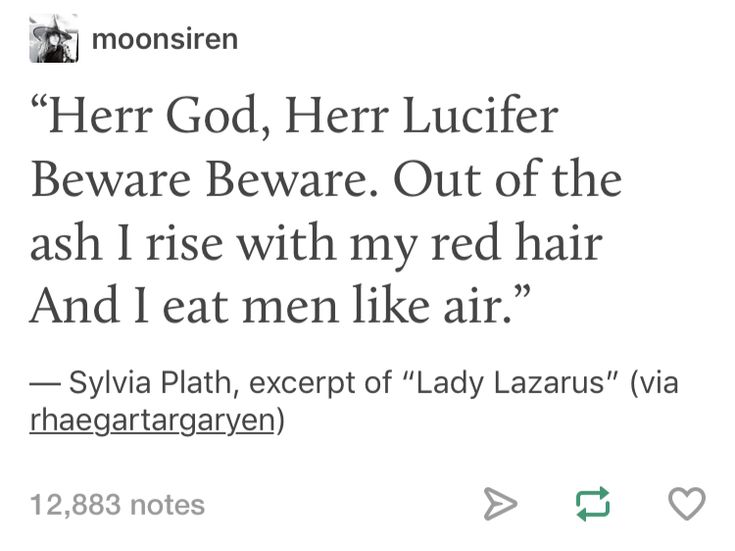 moonsiren
“Herr God, Herr Lucifer
Beware Beware. Out of the
ash I rise with my red hair
And I eat men like air.”
— Sylvia Plath, excerpt of “Lady Lazarus” (via
rhaegartargaryen)
12,883 notes